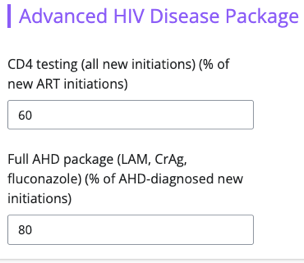 Advanced HIV Disease Package
CD4 testing (all new initiations) (% of
new ART initiations)
60
Full AHD package (LAM, CrAg,
fluconazole) (% of AHD-diagnosed new
initiations)
80